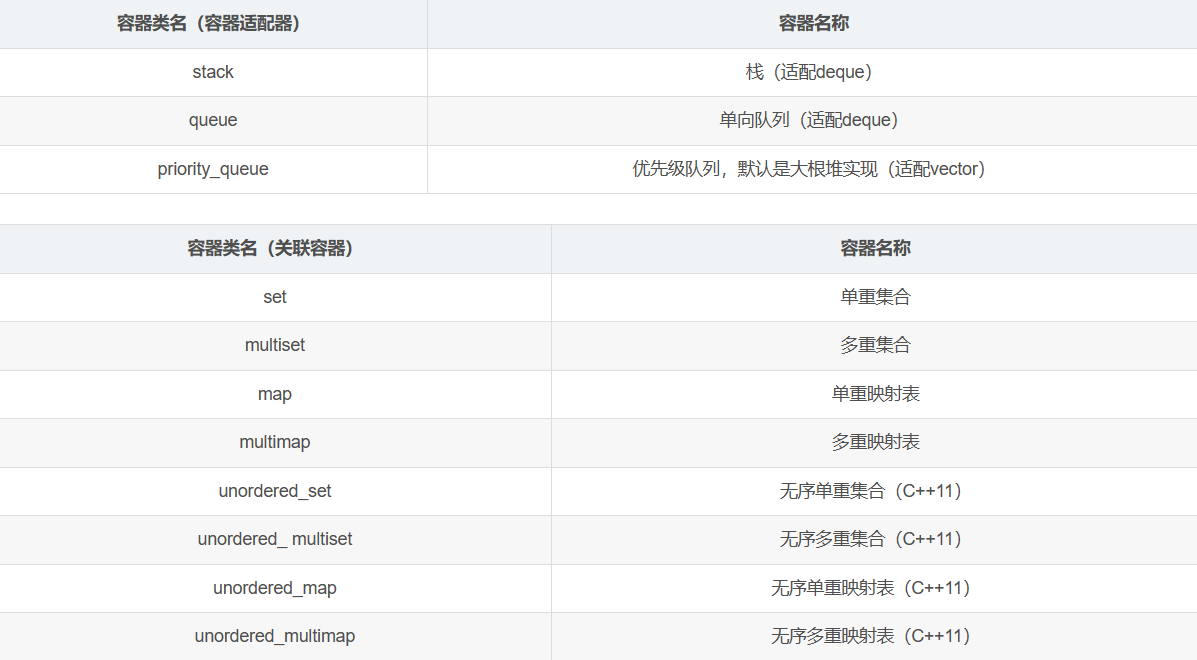 容器类名（容器适配器） 容器名称
stack 栈（适配deque）
queue 单向队列（适配deque）
priority_queue 优先级队列，默认是大根堆实现（适配vector）
容器类名（关联容器） 容器名称
set 单重集合
multiset 多重集合
map 单重映射表
multimap 多重映射表
unordered_set 无序单重集合（C++11）
unordered_ multiset 无序多重集合（C++11）
unordered_map 无序单重映射表（C++11）
unordered_multimap 无序多重映射表（C++11）